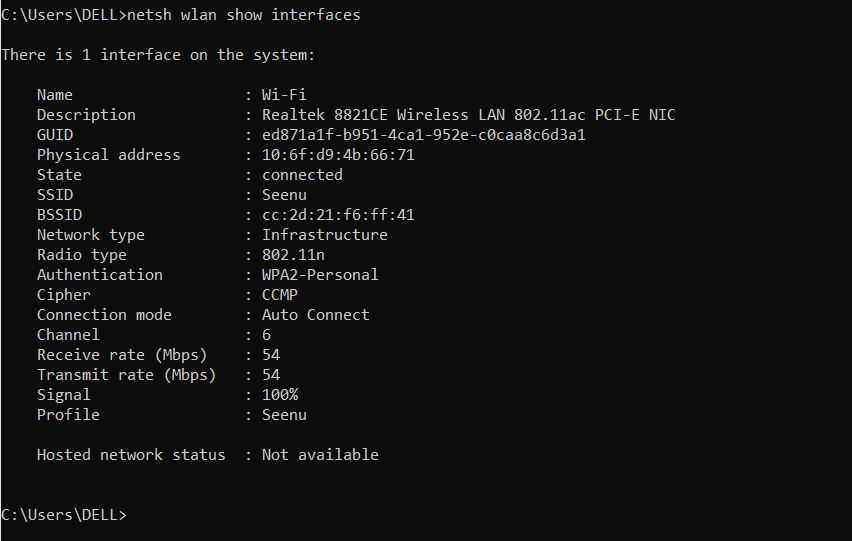 C:\Users\DELL>netsh wlan show interfaces
There is 1 interface on the system:
Name : Wi-Fi
Description : Realtek 8821CE Wireless LAN 802.11ac PCI-E NIC
GUID : ed871a1f-b951-4ca1-952e-c0caa8c6d3a1
Physical address : 10:6f:d9:4b:66:71
State : connected
SSID : Seenu
BSSID : cc:2d:21:f6:ff:41
Network type : Infrastructure
Radio type : 802.11n
Authentication : WPA2-Personal
Cipher : CCMP
Connection mode : Auto Connect
Channel : 6
Receive rate (Mbps) : 54
Transmit rate (Mbps) : 54
Signal : 100%
Profile : Seenu
Hosted network status : Not available
C:\Users\DELL>